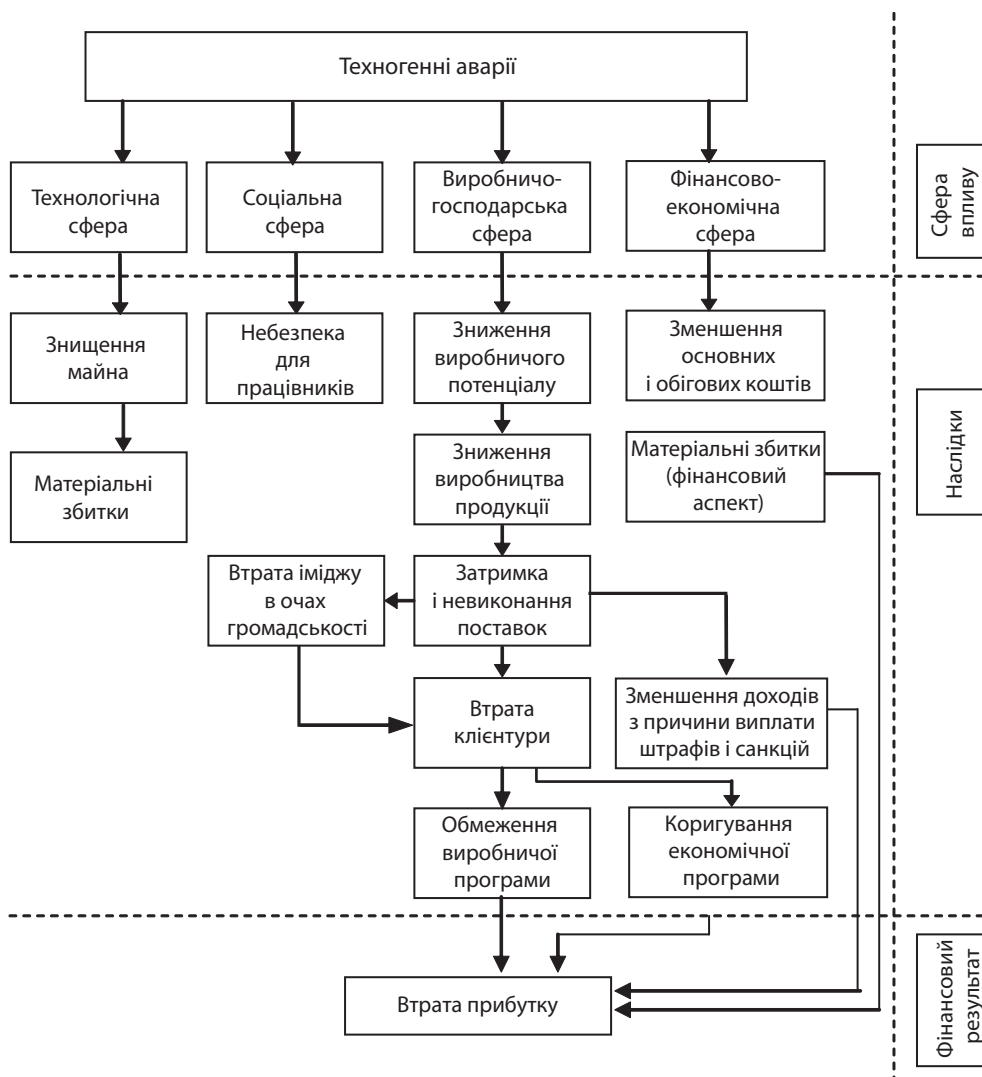 Техногенні аварії
Технологічна
сфера
Соціальна
сфера
Виробничо-
господарська
сфера
Фінансово-
економічна
сфера
Сфера
впливу
Знищення
майна
Небезпека
для
працівників
Зниження
виробничого
потенціалу
Зменшення
основних
і обігових коштів
Матеріальні
збитки
Зниження
виробництва
продукції
Матеріальні збитки
(фінансовий
аспект)
Наслідки
Втрата іміджу
в очах
громадськості
Затримка
і невиконання
поставок
Втрата
клієнтури
Зменшення доходів
з причини виплати
штрафів і санкцій
Обмеження
виробничої
програми
Коригування
економічної
програми
Втрата прибутку
Фінансовий
результат